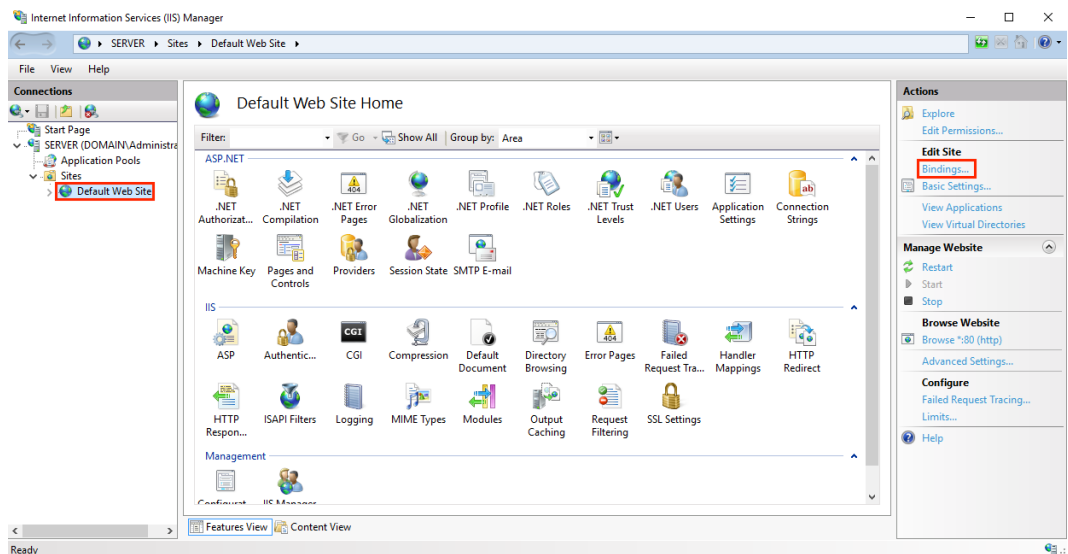 Internet Information Services (IIS) Manager
SERVER Sites Default Web Site
File View Help
Connections
Start Page
SERVER (DOMAIN\Administra
Application Pools
Sites
Default Web Site
Default Web Site Home
Filter: Go Show All Group by: Area
ASP.NET
.NET Authorizat...
.NET Compilation
.NET Error Pages
404
.NET Globalization
.NET Profile
.NET Roles
.NET Trust Levels
.NET Users
Application Settings
ab
Connection Strings
Machine Key
Pages and Controls
Providers
Session State
SMTP E-mail
IIS
ASP
Authentic...
CGI
CGI
Compression
Default Document
Directory Browsing
404
Error Pages
Failed Request Tra...
Handler Mappings
HTTP Redirect
HTTP Respon...
ISAPI Filters
Logging
MIME Types
Modules
Output Caching
Request Filtering
SSL Settings
Management
Configurat...
IIS Manager
Features View Content View
Actions
Explore
Edit Permissions...
Edit Site
Bindings...
Basic Settings...
View Applications
View Virtual Directories
Manage Website
Restart
Start
Stop
Browse Website
Browse *:80 (http)
Advanced Settings...
Configure
Failed Request Tracing...
Limits...
Help
Ready